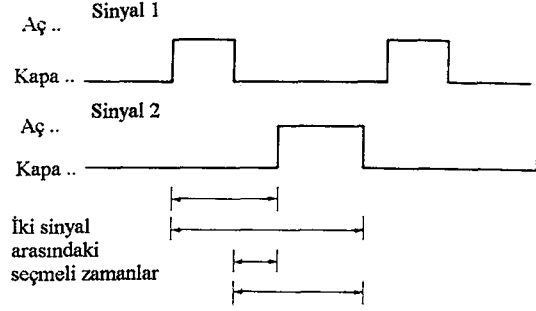 Sinyal 1
Aç ..
Kapa ..
Sinyal 2
Aç ..
Kapa ..
İki sinyal
arasındaki
seçmeli zamanlar